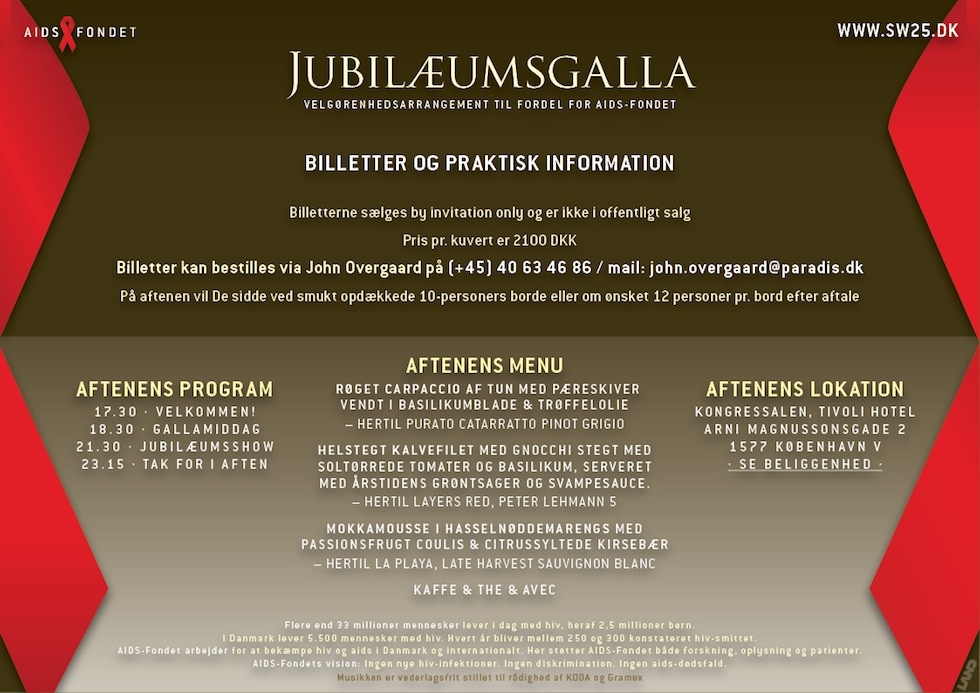 AIDS FONDET
WWW.SW25.DK
JUBILÆUMSGALLA
VELGØRENHEDSARRANGEMENT TIL FORDEL FOR AIDS-FONDET
BILLETTER OG PRAKTISK INFORMATION
Billetterne sælges by invitation only og er ikke i offentligt salg
Pris pr. kuvert er 2100 DKK
Billetter kan bestilles via John Overgaard på (+45) 40 63 46 86 / mail: john.overgaard@paradis.dk
På aftenen vil De sidde ved smukt opdækkede 10-personers borde eller om ønsket 12 personer pr. bord efter aftale
AFTENENS PROGRAM
17.30 · VELKOMMEN!
18.30 · GALLAMIDDAG
21.30 · JUBILÆUMSSHOW
23.15 · TAK FOR I AFTEN
AFTENENS MENU
RØGET CARPACCIO AF TUN MED PÆRESKIVER
VENDT I BASILIKUMBLADE & TRØFFELOLIE
– HERTIL PURATO CATARRATTO PINOT GRIGIO
HELSTEGT KALVEFILET MED GNOCCHI STEGT MED
SOLTØRREDE TOMATER OG BASILIKUM, SERVERET
MED ÅRSTIDENS GRØNTSAGER OG SVAMPESAUCE.
– HERTIL LAYERS RED, PETER LEHMANN 5
MOKKAMOUSSE I HASSELNØDDEMARENGS MED
PASSIONSFRUGT COULIS & CITRUSSYLTEDE KIRSEBÆR
– HERTIL LA PLAYA, LATE HARVEST SAUVIGNON BLANC
KAFFE & THE & AVEC
AFTENENS LOKATION
KONGRESSALEN, TIVOLI HOTEL
ARNI MAGNUSSONSGADE 2
1577 KØBENHAVN V
· SE BELIGGENHED ·
Flere end 33 millioner mennesker lever i dag med hiv, heraf 2,5 millioner børn.
I Danmark lever 5.500 mennesker med hiv. Hvert år bliver mellem 250 og 300 konstateret hiv-smittet.
AIDS-Fondet arbejder for at bekæmpe hiv og aids i Danmark og internationalt. Her støtter AIDS-Fondet både forskning, oplysning og patienter.
AIDS-Fondets vision: Ingen nye hiv-infektioner. Ingen diskrimination. Ingen aids-dødsfald.
Musikken er vederlagsfrit stillet til rådighed af KODA og Gramex